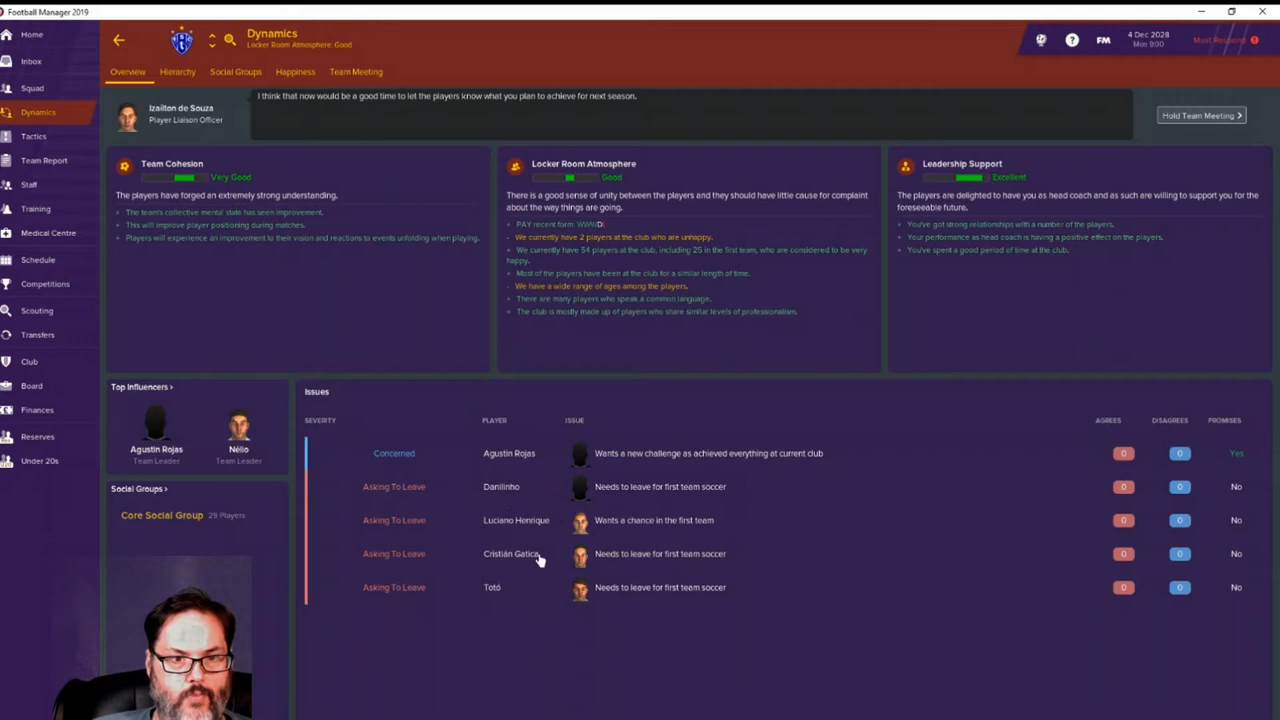 Football Manager 2019
Home
Inbox
Squad
Dynamics
Tactics
Team Report
Staff
Training
Medical Centre
Schedule
Competitions
Scouting
Transfers
Club
Board
Finances
Reserves
Under 20s
Dynamics
Locker Room Atmosphere: Good
? FM
4 Dec 2028
Mon 9:00
Must Respond
Overview Hierarchy Social Groups Happiness Team Meeting
Izaílton de Souza
Player Liaison Officer
I think that now would be a good time to let the players know what you plan to achieve for next season.
Hold Team Meeting >
Team Cohesion
Very Good
The players have forged an extremely strong understanding.
+ The team's collective mental state has seen improvement.
+ This will improve player positioning during matches.
+ Players will experience an improvement to their vision and reactions to events unfolding when playing.
Locker Room Atmosphere
Good
There is a good sense of unity between the players and they should have little cause for complaint
about the way things are going.
+ PAY recent form: WWWDL
- We currently have 2 players at the club who are unhappy.
+ We currently have 54 players at the club, including 25 in the first team, who are considered to be very
happy.
+ Most of the players have been at the club for a similar length of time.
- We have a wide range of ages among the players.
+ There are many players who speak a common language.
+ The club is mostly made up of players who share similar levels of professionalism.
Leadership Support
Excellent
The players are delighted to have you as head coach and as such are willing to support you for the
foreseeable future.
+ You've got strong relationships with a number of the players.
+ Your performance as head coach is having a positive effect on the players.
+ You've spent a good period of time at the club.
Top Influencers >
Agustín Rojas
Team Leader
Nélio
Team Leader
Social Groups >
Core Social Group 29 Players
Issues
SEVERITY PLAYER ISSUE AGREES DISAGREES PROMISES
Concerned Agustín Rojas Wants a new challenge as achieved everything at current club 0 0 Yes
Asking To Leave Danilinho Needs to leave for first team soccer 0 0 No
Asking To Leave Luciano Henrique Wants a chance in the first team 0 0 No
Asking To Leave Cristián Gatica Needs to leave for first team soccer 0 0 No
Asking To Leave Totó Needs to leave for first team soccer 0 0 No